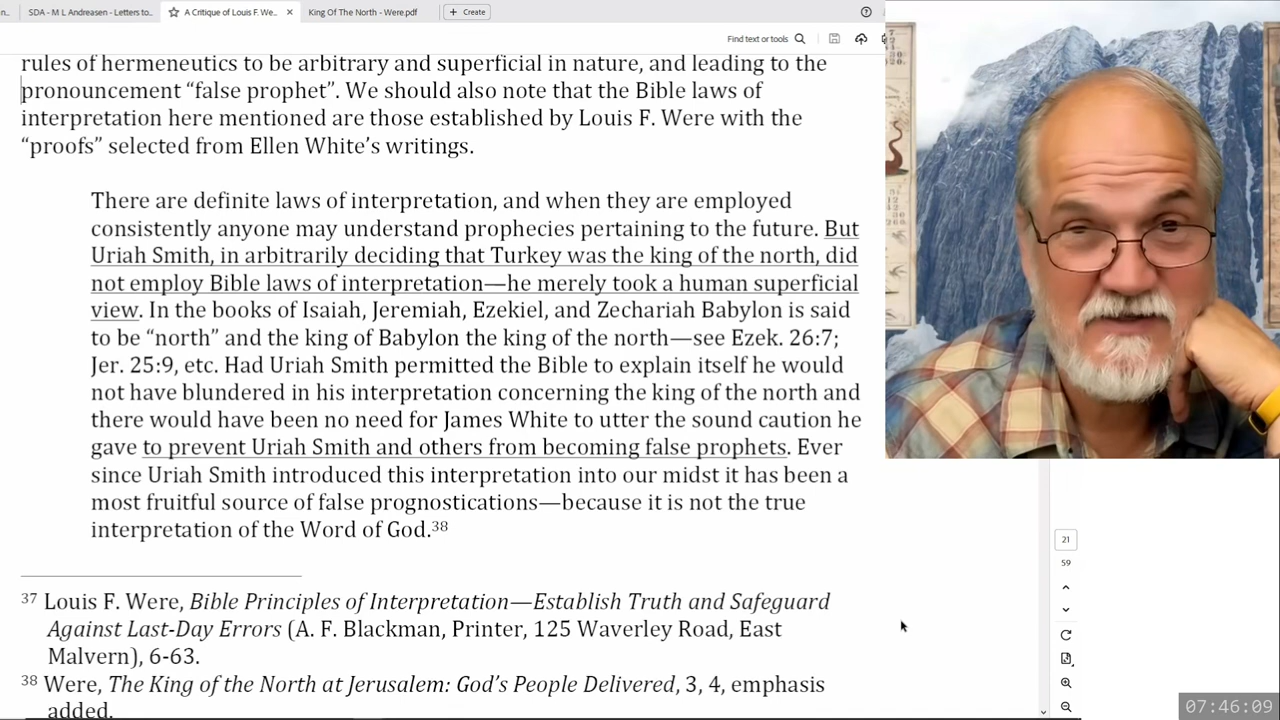 SDA - M L Andreasen - Letters to...
A Critique of Louis F. We...
King Of The North - Were.pdf
+ Create
Find text or tools
rules of hermeneutics to be arbitrary and superficial in nature, and leading to the
pronouncement “false prophet”. We should also note that the Bible laws of
interpretation here mentioned are those established by Louis F. Were with the
“proofs” selected from Ellen White’s writings.
There are definite laws of interpretation, and when they are employed
consistently anyone may understand prophecies pertaining to the future. But
Uriah Smith, in arbitrarily deciding that Turkey was the king of the north, did
not employ Bible laws of interpretation—he merely took a human superficial
view. In the books of Isaiah, Jeremiah, Ezekiel, and Zechariah Babylon is said
to be “north” and the king of Babylon the king of the north—see Ezek. 26:7;
Jer. 25:9, etc. Had Uriah Smith permitted the Bible to explain itself he would
not have blundered in his interpretation concerning the king of the north and
there would have been no need for James White to utter the sound caution he
gave to prevent Uriah Smith and others from becoming false prophets. Ever
since Uriah Smith introduced this interpretation into our midst it has been a
most fruitful source of false prognostications—because it is not the true
interpretation of the Word of God.38
37 Louis F. Were, Bible Principles of Interpretation—Establish Truth and Safeguard
Against Last-Day Errors (A. F. Blackman, Printer, 125 Waverley Road, East
Malvern), 6-63.
38 Were, The King of the North at Jerusalem: God’s People Delivered, 3, 4, emphasis
added.
21
59
07:46:09